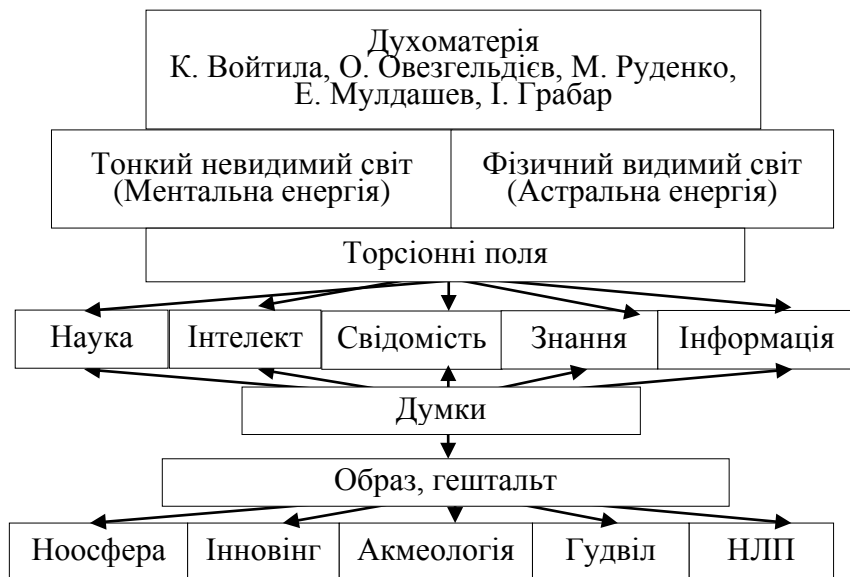 Духоматерія
К. Войтила, О. Овезгельдієв, М. Руденко,
Е. Мулдашев, І. Грабар
Тонкий невидимий світ
(Ментальна енергія)
Фізичний видимий світ
(Астральна енергія)
Торсіонні поля
Наука
Інтелект
Свідомість
Знання
Інформація
Думки
Образ, гештальт
Ноосфера
Інновінг
Акмеологія
Гудвіл
НЛП